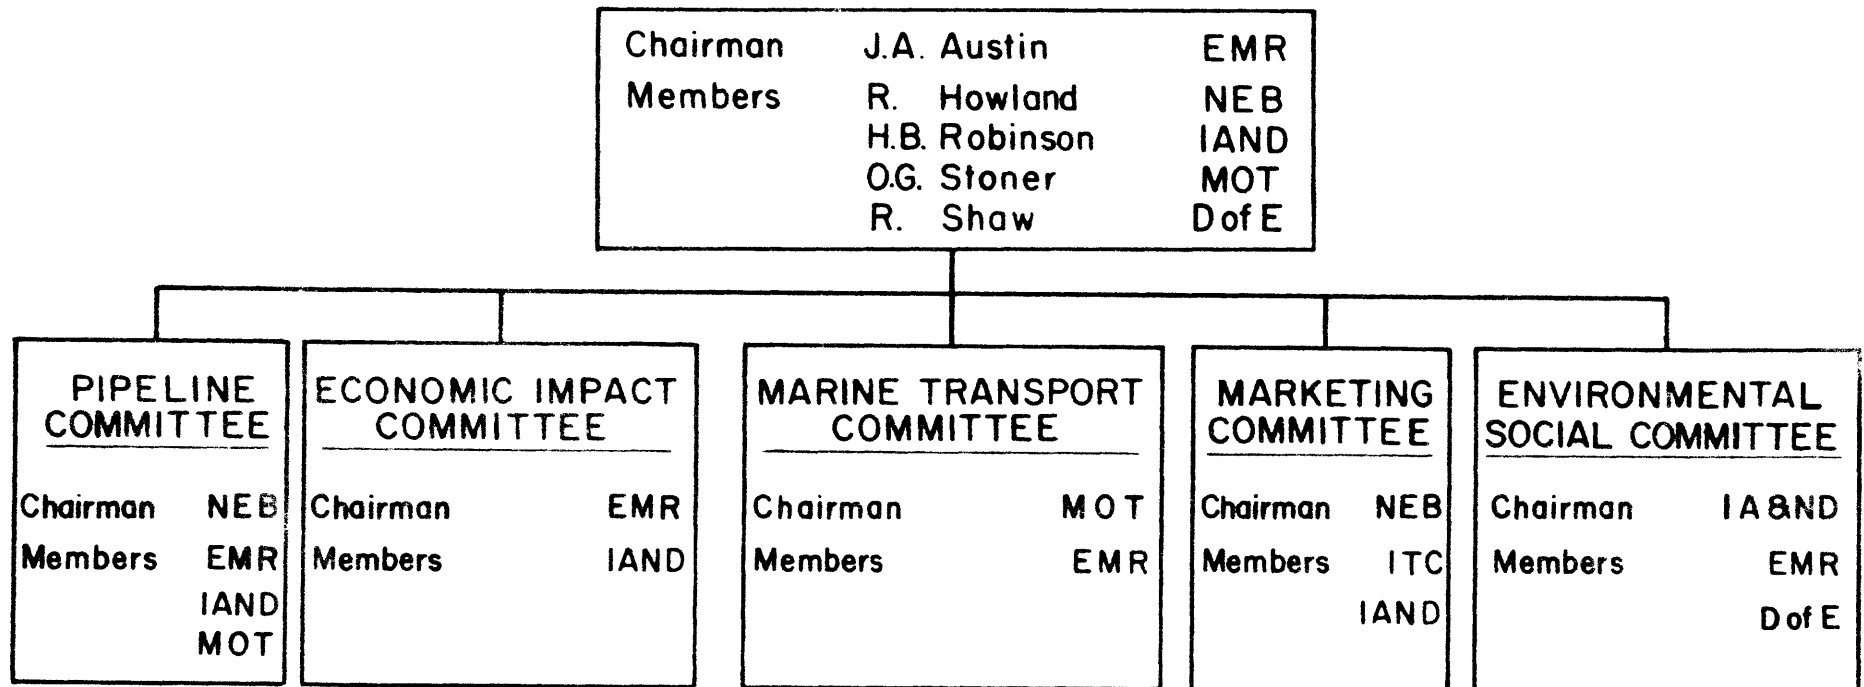 Chairman J.A. Austin EMR
Members R. Howland NEB
H.B. Robinson IAND
O.G. Stoner MOT
R. Shaw D of E
PIPELINE
COMMITTEE
Chairman NEB
Members EMR
IAND
MOT
ECONOMIC IMPACT
COMMITTEE
Chairman EMR
Members IAND
MARINE TRANSPORT
COMMITTEE
Chairman MOT
Members EMR
MARKETING
COMMITTEE
Chairman NEB
Members ITC
IAND
ENVIRONMENTAL
SOCIAL COMMITTEE
Chairman IA&ND
Members EMR
D of E